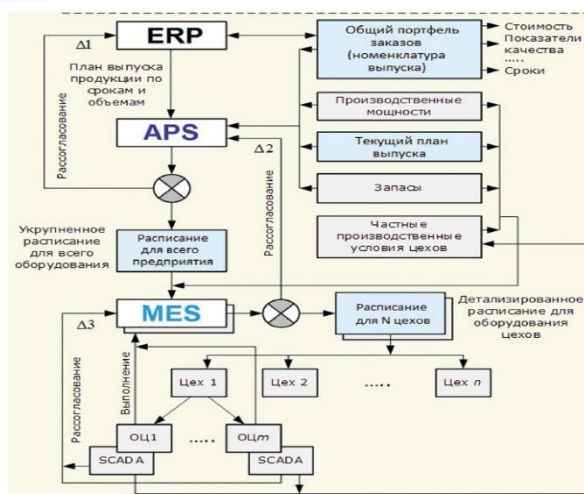 Δ1
ERP
Общий портфель
заказов
(номенклатура
выпуска)
Стоимость
Показатели
качества
.....
Сроки
План выпуска
продукции по
срокам и
объемам
Рассогласование
APS
Δ2
Производственные
мощности
Текущий план
выпуска
Запасы
Частные
производственные
условия цехов
Рассогласование
Укрупненное
расписание
для всего
оборудования
Расписание
для всего
предприятия
MES
Δ3
Расписание
для N цехов
Детализированное
расписание для
оборудования
цехов
Рассогласование
Выполнение
Цех 1
Цех 2
.....
Цех n
ОЦ1
.....
ОЦm
SCADA
SCADA